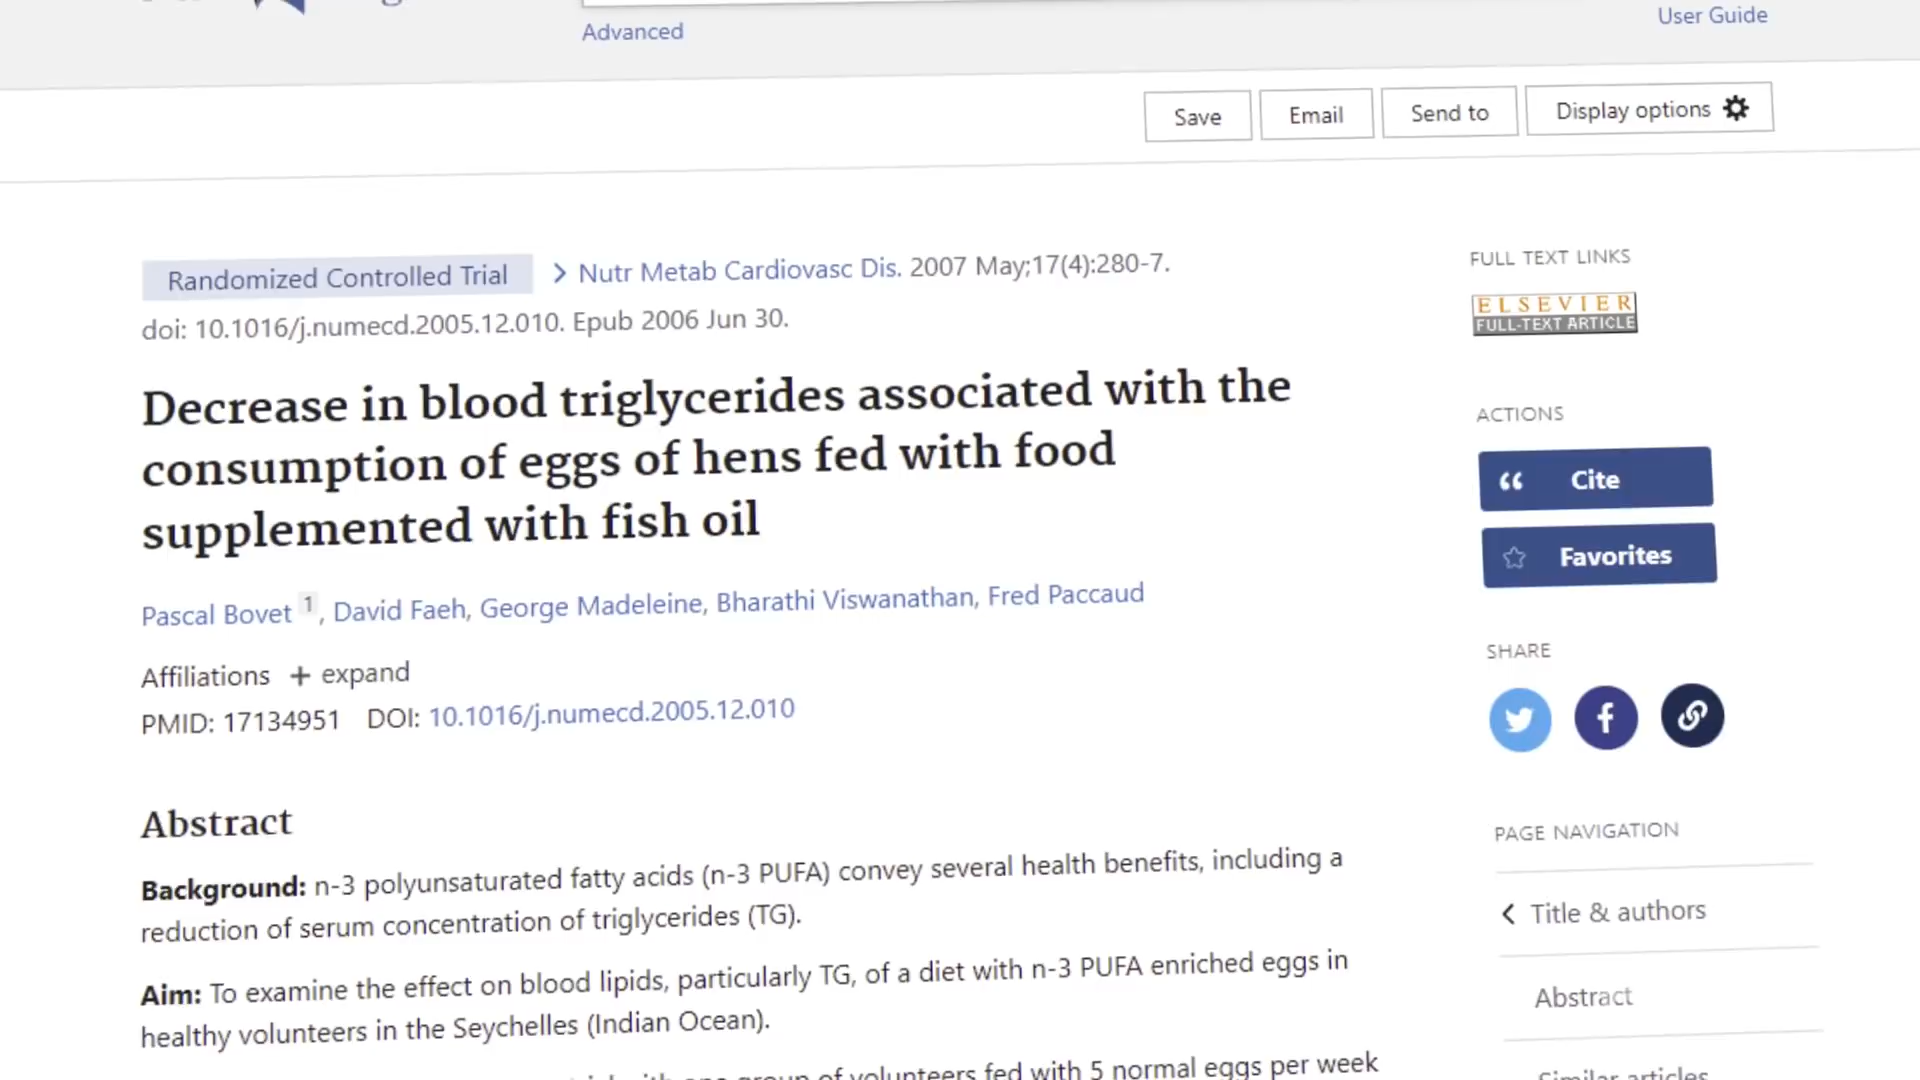 Advanced
User Guide
Save
Email
Send to
Display options
Randomized Controlled Trial
Nutr Metab Cardiovasc Dis. 2007 May;17(4):280-7.
doi: 10.1016/j.numecd.2005.12.010. Epub 2006 Jun 30.
Decrease in blood triglycerides associated with the
consumption of eggs of hens fed with food
supplemented with fish oil
Pascal Bovet 1, David Faeh, George Madeleine, Bharathi Viswanathan, Fred Paccaud
Affiliations + expand
PMID: 17134951 DOI: 10.1016/j.numecd.2005.12.010
Abstract
Background: n-3 polyunsaturated fatty acids (n-3 PUFA) convey several health benefits, including a
reduction of serum concentration of triglycerides (TG).
Aim: To examine the effect on blood lipids, particularly TG, of a diet with n-3 PUFA enriched eggs in
healthy volunteers in the Seychelles (Indian Ocean).
with one group of volunteers fed with 5 normal eggs per week
FULL TEXT LINKS
ELSEVIER
FULL-TEXT ARTICLE
ACTIONS
Cite
Favorites
SHARE
PAGE NAVIGATION
Title & authors
Abstract
Similar articles